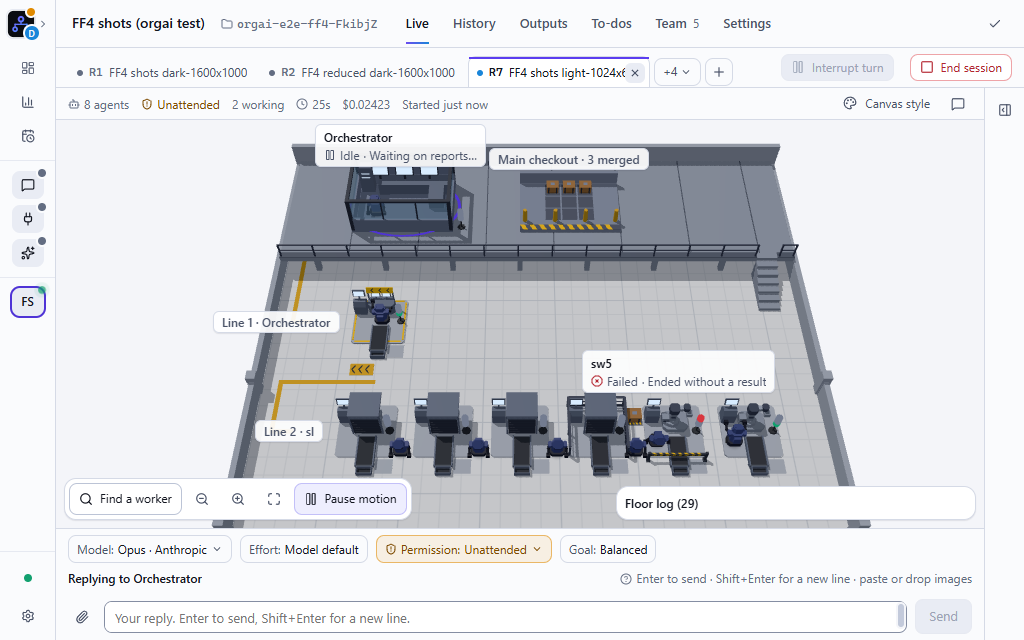 FF4 shots (orgai test)
orgai-e2e-ff4-FkibjZ
Live
History
Outputs
To-dos
Team 5
Settings
D
R1 FF4 shots dark-1600x1000
R2 FF4 reduced dark-1600x1000
R7 FF4 shots light-1024x6
+4
Interrupt turn
End session
8 agents
Unattended
2 working
25s
$0.02423
Started just now
Canvas style
FS
Orchestrator
Idle · Waiting on reports...
Main checkout · 3 merged
Line 1 · Orchestrator
sw5
Failed · Ended without a result
Line 2 · sl
Find a worker
Pause motion
Floor log (29)
Model: Opus · Anthropic
Effort: Model default
Permission: Unattended
Goal: Balanced
Replying to Orchestrator
Enter to send · Shift+Enter for a new line · paste or drop images
Your reply. Enter to send, Shift+Enter for a new line.
Send